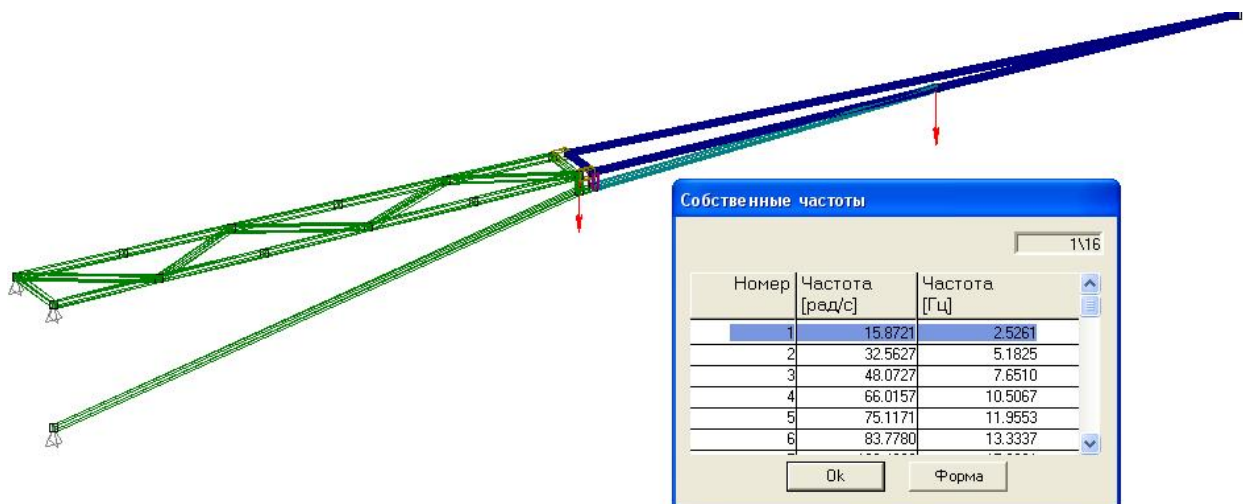 Собственные частоты
1\16
Номер Частота [рад/с] Частота [Гц]
1 15.8721 2.5261
2 32.5627 5.1825
3 48.0727 7.6510
4 66.0157 10.5067
5 75.1171 11.9553
6 83.7780 13.3337
Ok Форма